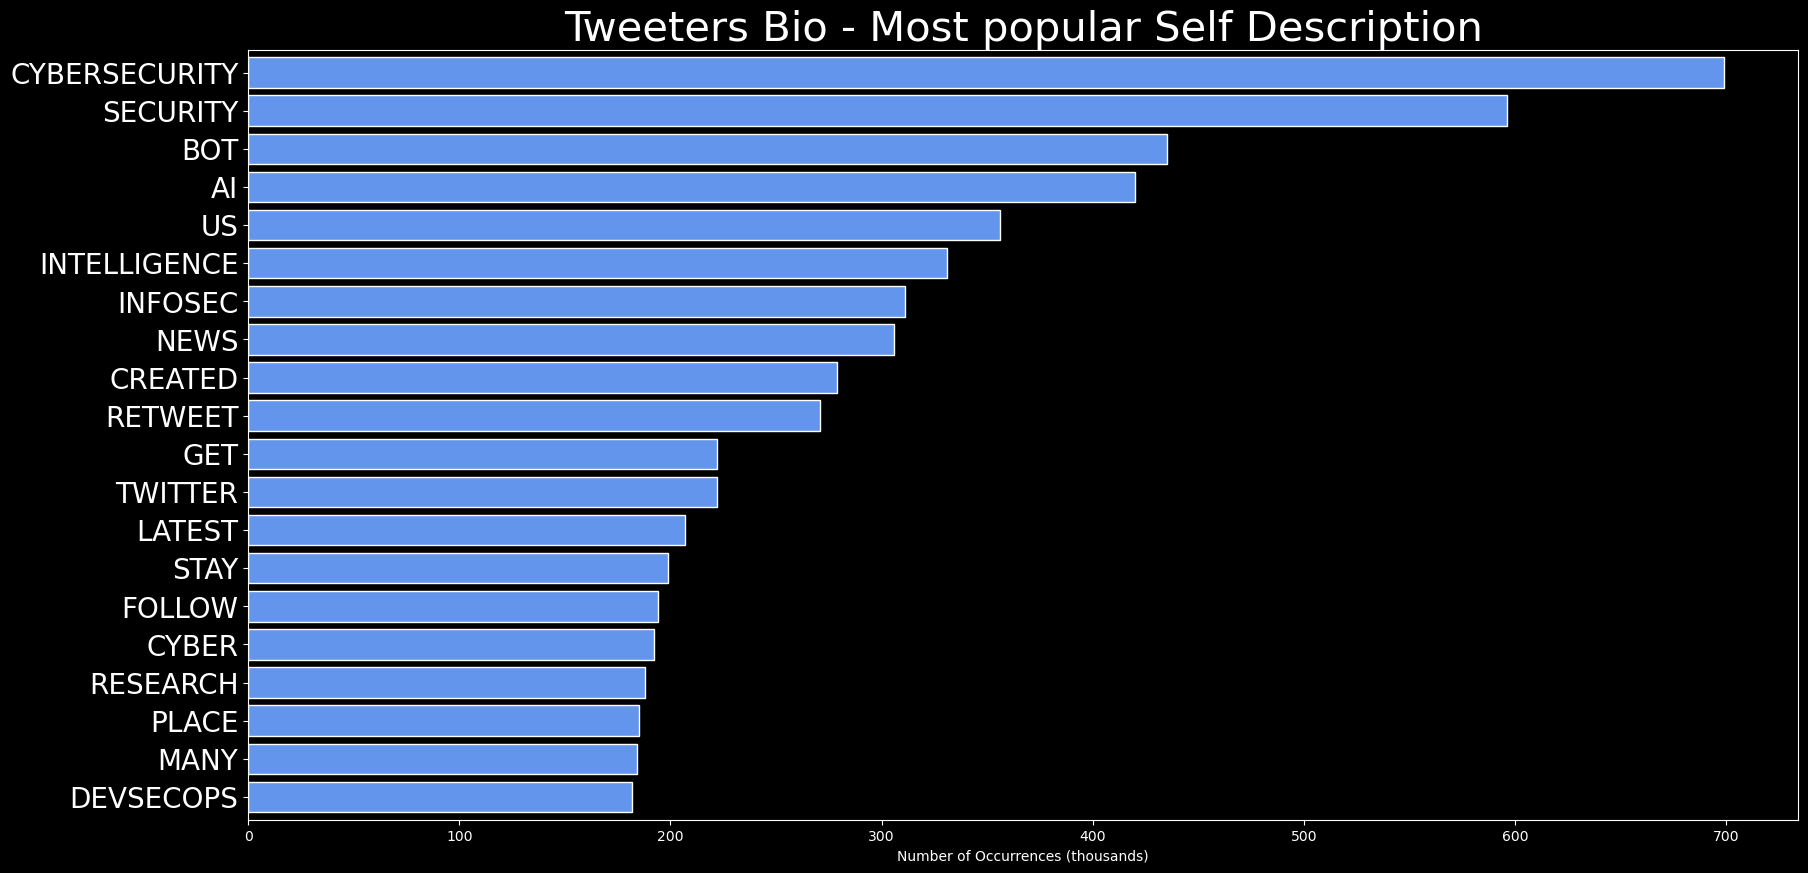 Tweeters Bio - Most popular Self Description
CYBERSECURITY
SECURITY
BOT
AI
US
INTELLIGENCE
INFOSEC
NEWS
CREATED
RETWEET
GET
TWITTER
LATEST
STAY
FOLLOW
CYBER
RESEARCH
PLACE
MANY
DEVSECOPS
0 100 200 300 400 500 600 700
Number of Occurrences (thousands)